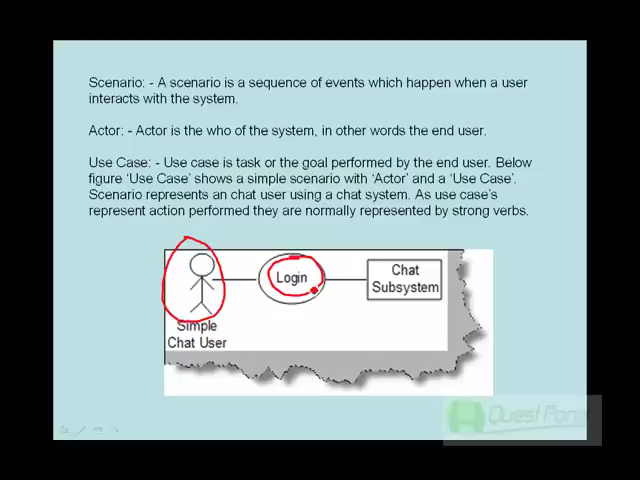 Scenario: - A scenario is a sequence of events which happen when a user
interacts with the system.
Actor: - Actor is the who of the system, in other words the end user.
Use Case: - Use case is task or the goal performed by the end user. Below
figure ‘Use Case’ shows a simple scenario with ‘Actor’ and a ‘Use Case’.
Scenario represents an chat user using a chat system. As use case’s
represent action performed they are normally represented by strong verbs.
Login
Chat
Subsystem
Simple
Chat User